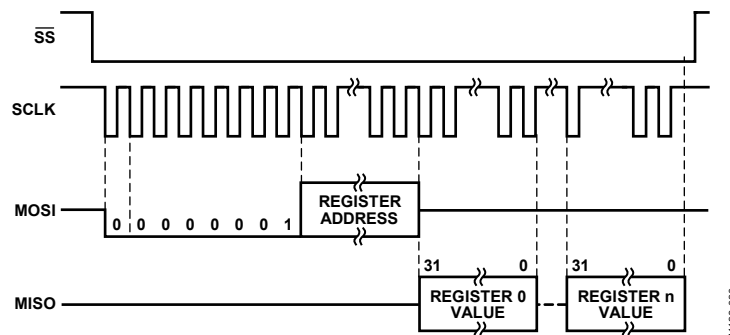 SS
SCLK
MOSI
0 0 0 0 0 0 0 1
REGISTER
ADDRESS
31 0
31 0
MISO
REGISTER 0
VALUE
REGISTER n
VALUE